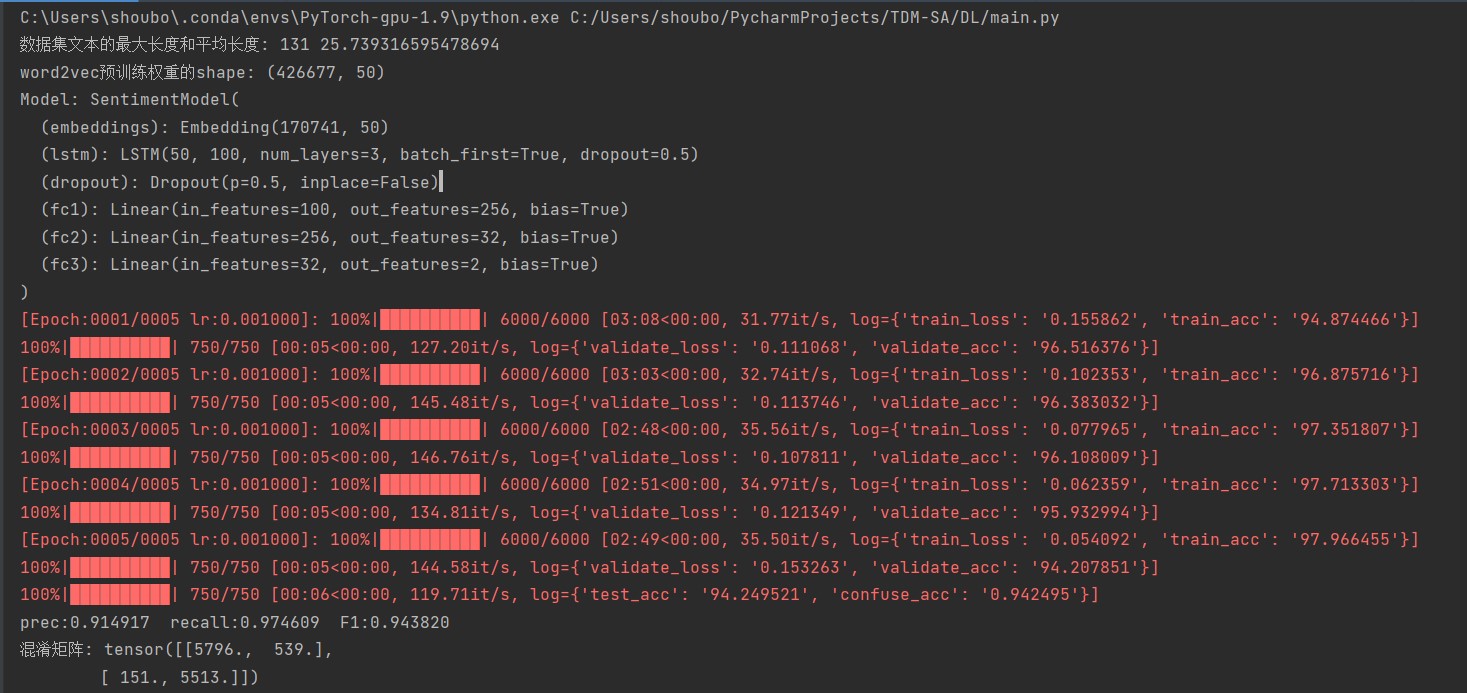 C:\Users\shoubo\.conda\envs\PyTorch-gpu-1.9\python.exe C:/Users/shoubo/PycharmProjects/TDM-SA/DL/main.py
数据集文本的最大长度和平均长度: 131 25.739316595478694
word2vec预训练权重的shape: (426677, 50)
Model: SentimentModel(
  (embeddings): Embedding(170741, 50)
  (lstm): LSTM(50, 100, num_layers=3, batch_first=True, dropout=0.5)
  (dropout): Dropout(p=0.5, inplace=False)
  (fc1): Linear(in_features=100, out_features=256, bias=True)
  (fc2): Linear(in_features=256, out_features=32, bias=True)
  (fc3): Linear(in_features=32, out_features=2, bias=True)
)
[Epoch:0001/0005 lr:0.001000]: 100%|██████████| 6000/6000 [03:08<00:00, 31.77it/s, log={'train_loss': '0.155862', 'train_acc': '94.874466'}]
100%|██████████| 750/750 [00:05<00:00, 127.20it/s, log={'validate_loss': '0.111068', 'validate_acc': '96.516376'}]
[Epoch:0002/0005 lr:0.001000]: 100%|██████████| 6000/6000 [03:03<00:00, 32.74it/s, log={'train_loss': '0.102353', 'train_acc': '96.875716'}]
100%|██████████| 750/750 [00:05<00:00, 145.48it/s, log={'validate_loss': '0.113746', 'validate_acc': '96.383032'}]
[Epoch:0003/0005 lr:0.001000]: 100%|██████████| 6000/6000 [02:48<00:00, 35.56it/s, log={'train_loss': '0.077965', 'train_acc': '97.351807'}]
100%|██████████| 750/750 [00:05<00:00, 146.76it/s, log={'validate_loss': '0.107811', 'validate_acc': '96.108009'}]
[Epoch:0004/0005 lr:0.001000]: 100%|██████████| 6000/6000 [02:51<00:00, 34.97it/s, log={'train_loss': '0.062359', 'train_acc': '97.713303'}]
100%|██████████| 750/750 [00:05<00:00, 134.81it/s, log={'validate_loss': '0.121349', 'validate_acc': '95.932994'}]
[Epoch:0005/0005 lr:0.001000]: 100%|██████████| 6000/6000 [02:49<00:00, 35.50it/s, log={'train_loss': '0.054092', 'train_acc': '97.966455'}]
100%|██████████| 750/750 [00:05<00:00, 144.58it/s, log={'validate_loss': '0.153263', 'validate_acc': '94.207851'}]
100%|██████████| 750/750 [00:06<00:00, 119.71it/s, log={'test_acc': '94.249521', 'confuse_acc': '0.942495'}]
prec:0.914917  recall:0.974609  F1:0.943820
混淆矩阵: tensor([[5796.,  539.],
        [ 151., 5513.]])